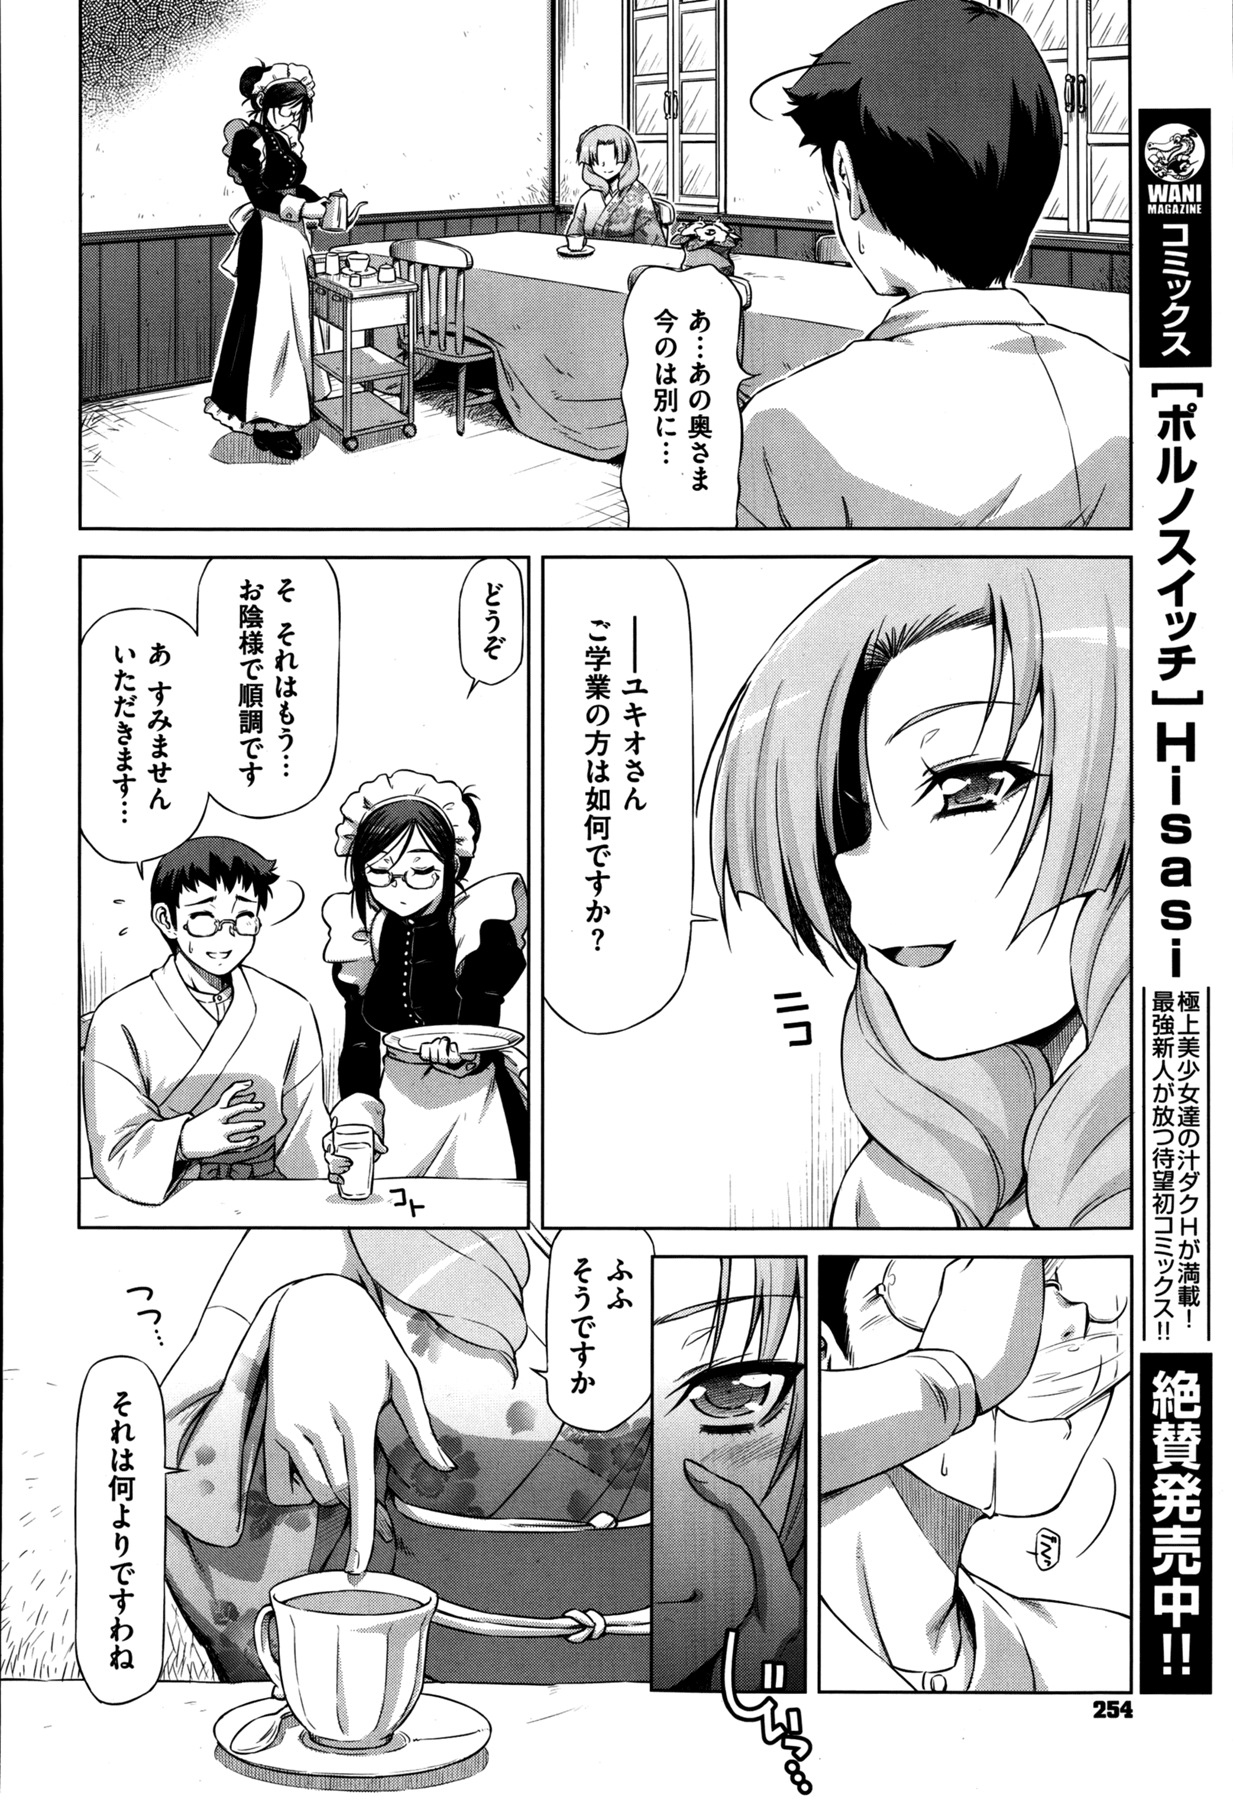 あ…あの奥さま
今のは別に…
――ユキオさん
ご学業の方は如何ですか？
ニコ
どうぞ
そ それはもう…
お陰様で順調です
あ すみません
いただきます…
コト
ふふ
そうですか
じいっ…
つつ…
それは何よりですわね
254
WANI
MAGAZINE
コミックス
［ポルノスイッチ］Hisasi
極上美少女達の汁ダクHが満載！
最強新人が放つ待望初コミックス!!
絶賛発売中!!